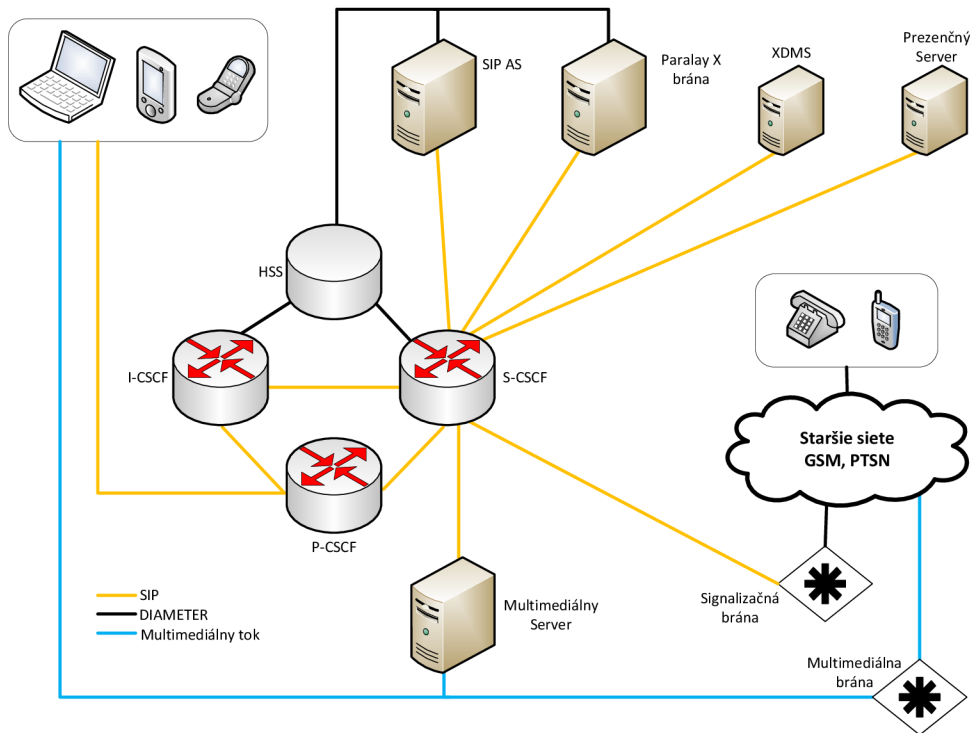 SIP AS
Paralay X
brána
XDMS
Prezenčný
Server
HSS
I-CSCF
S-CSCF
P-CSCF
Staršie siete
GSM, PTSN
SIP
DIAMETER
Multimediálny tok
Multimediálny
Server
Signalizačná
brána
Multimediálna
brána